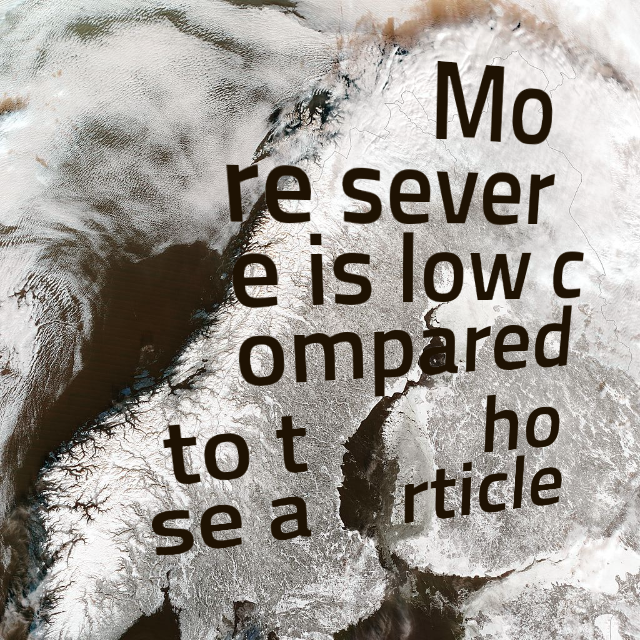 Mo
re sever
e is low c
ompared
to t ho
se a rticle